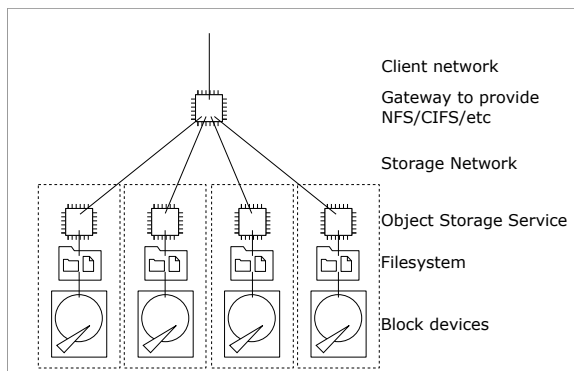 Client network
Gateway to provide
NFS/CIFS/etc
Storage Network
Object Storage Service
Filesystem
Block devices